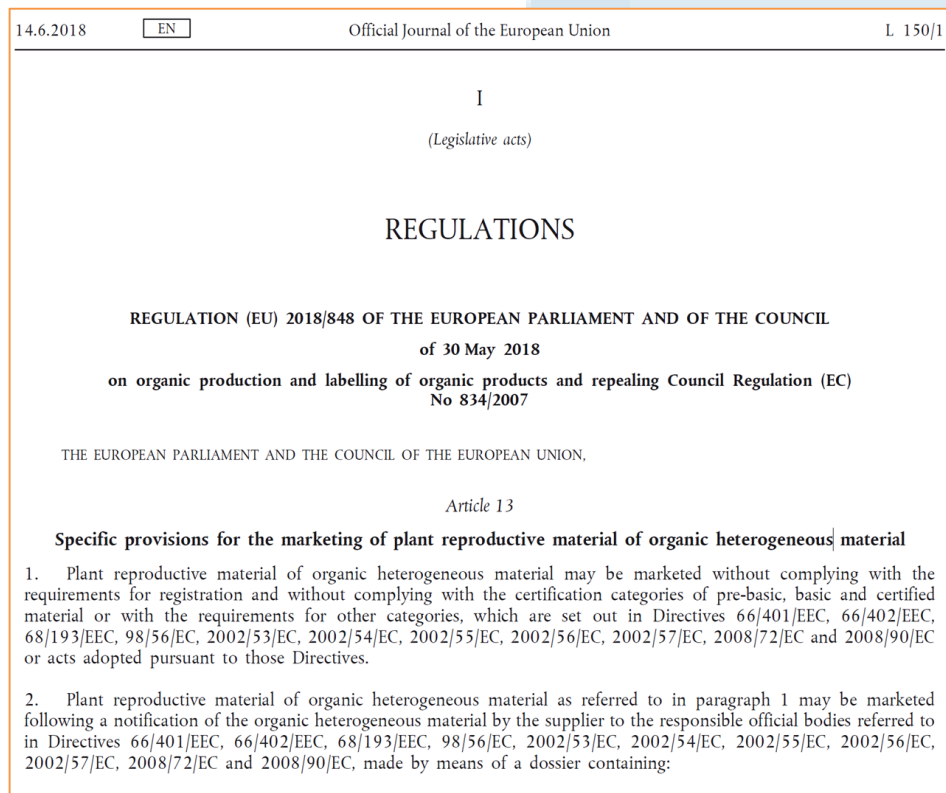 14.6.2018 EN Official Journal of the European Union L 150/1
I
(Legislative acts)
REGULATIONS
REGULATION (EU) 2018/848 OF THE EUROPEAN PARLIAMENT AND OF THE COUNCIL
of 30 May 2018
on organic production and labelling of organic products and repealing Council Regulation (EC)
No 834/2007
THE EUROPEAN PARLIAMENT AND THE COUNCIL OF THE EUROPEAN UNION,
Article 13
Specific provisions for the marketing of plant reproductive material of organic heterogeneous material
1. Plant reproductive material of organic heterogeneous material may be marketed without complying with the
requirements for registration and without complying with the certification categories of pre-basic, basic and certified
material or with the requirements for other categories, which are set out in Directives 66/401/EEC, 66/402/EEC,
68/193/EEC, 98/56/EC, 2002/53/EC, 2002/54/EC, 2002/55/EC, 2002/56/EC, 2002/57/EC, 2008/72/EC and 2008/90/EC
or acts adopted pursuant to those Directives.
2. Plant reproductive material of organic heterogeneous material as referred to in paragraph 1 may be marketed
following a notification of the organic heterogeneous material by the supplier to the responsible official bodies referred to
in Directives 66/401/EEC, 66/402/EEC, 68/193/EEC, 98/56/EC, 2002/53/EC, 2002/54/EC, 2002/55/EC, 2002/56/EC,
2002/57/EC, 2008/72/EC and 2008/90/EC, made by means of a dossier containing: